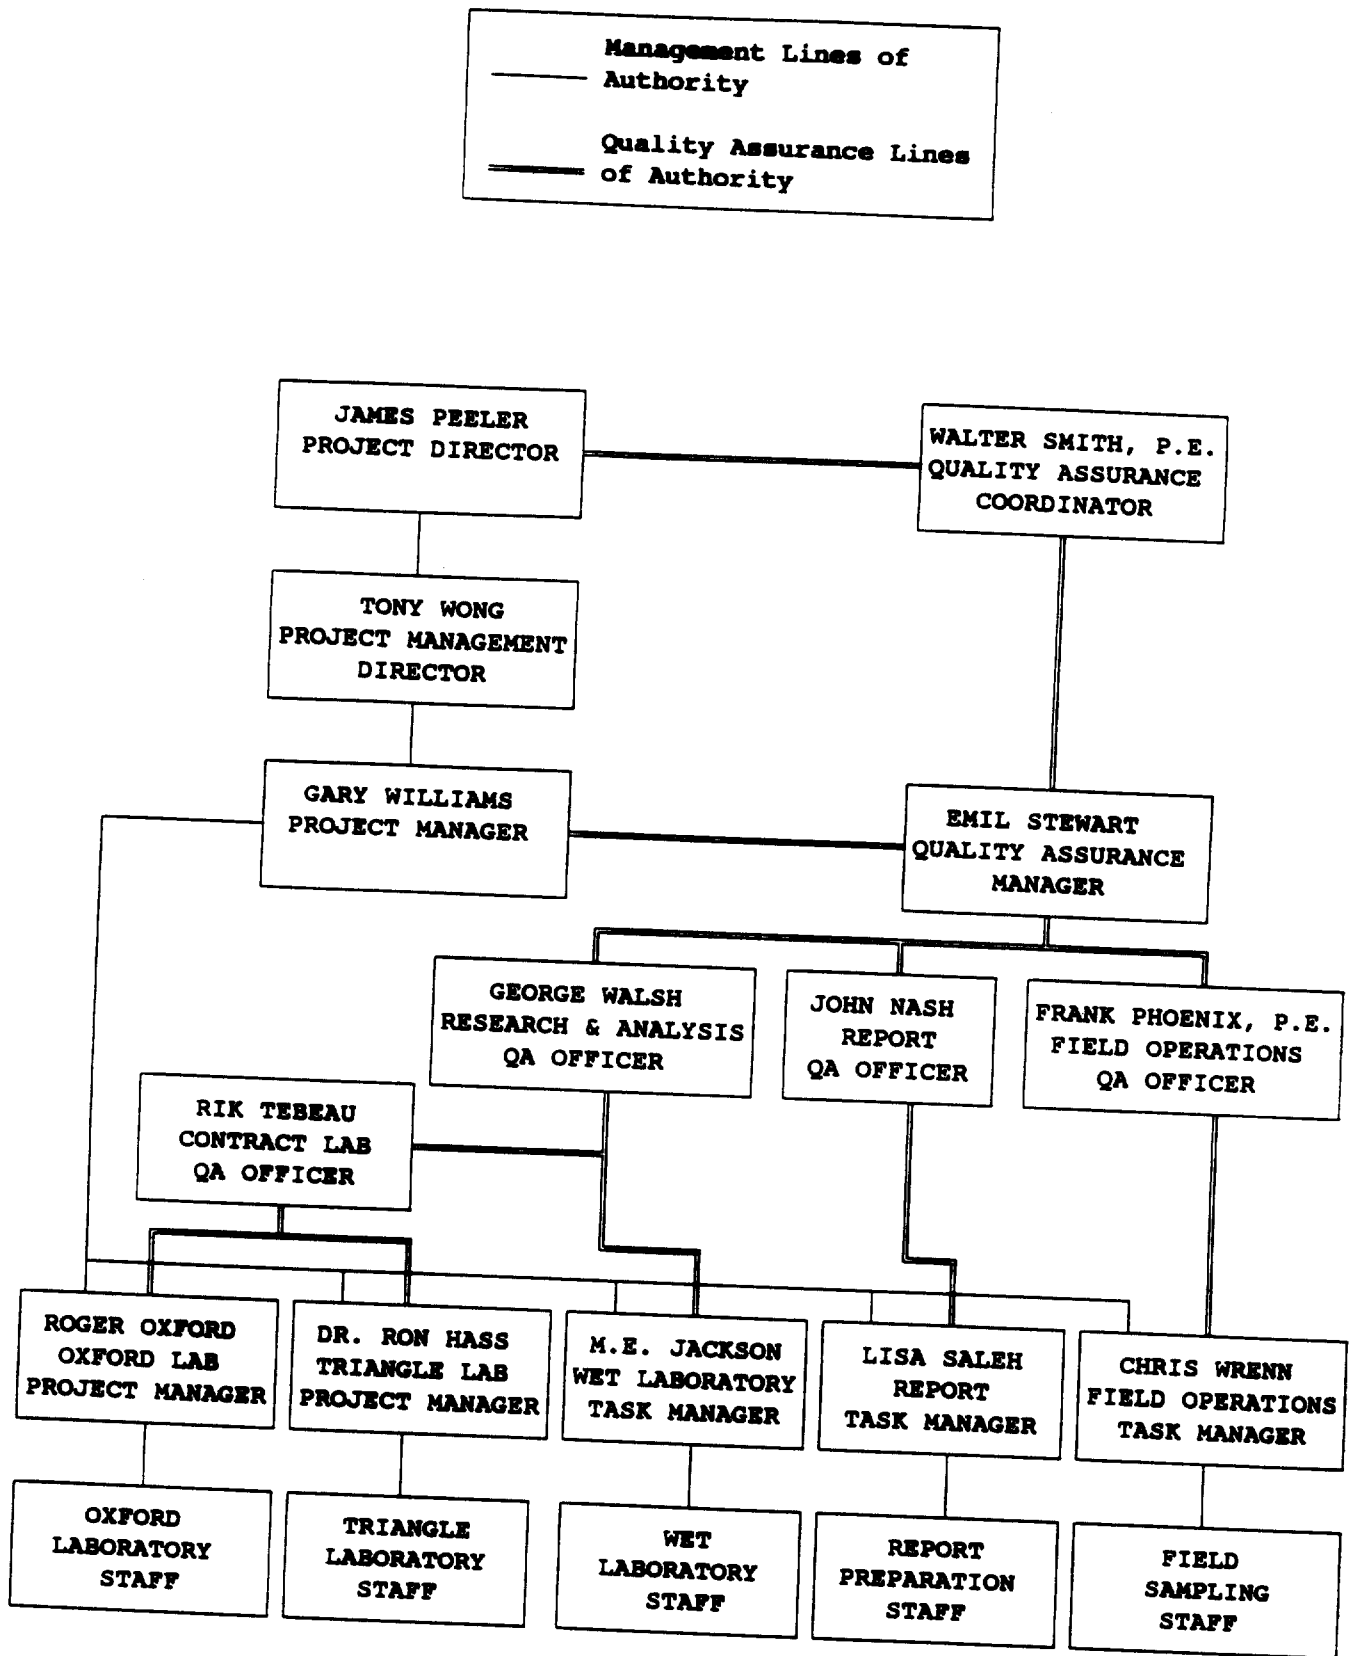 Management Lines of
Authority
Quality Assurance Lines
of Authority
JAMES PEELER
PROJECT DIRECTOR
WALTER SMITH, P.E.
QUALITY ASSURANCE
COORDINATOR
TONY WONG
PROJECT MANAGEMENT
DIRECTOR
GARY WILLIAMS
PROJECT MANAGER
EMIL STEWART
QUALITY ASSURANCE
MANAGER
GEORGE WALSH
RESEARCH & ANALYSIS
QA OFFICER
JOHN NASH
REPORT
QA OFFICER
FRANK PHOENIX, P.E.
FIELD OPERATIONS
QA OFFICER
RIK TEBEAU
CONTRACT LAB
QA OFFICER
ROGER OXFORD
OXFORD LAB
PROJECT MANAGER
DR. RON HASS
TRIANGLE LAB
PROJECT MANAGER
M.E. JACKSON
WET LABORATORY
TASK MANAGER
LISA SALEH
REPORT
TASK MANAGER
CHRIS WRENN
FIELD OPERATIONS
TASK MANAGER
OXFORD
LABORATORY
STAFF
TRIANGLE
LABORATORY
STAFF
WET
LABORATORY
STAFF
REPORT
PREPARATION
STAFF
FIELD
SAMPLING
STAFF